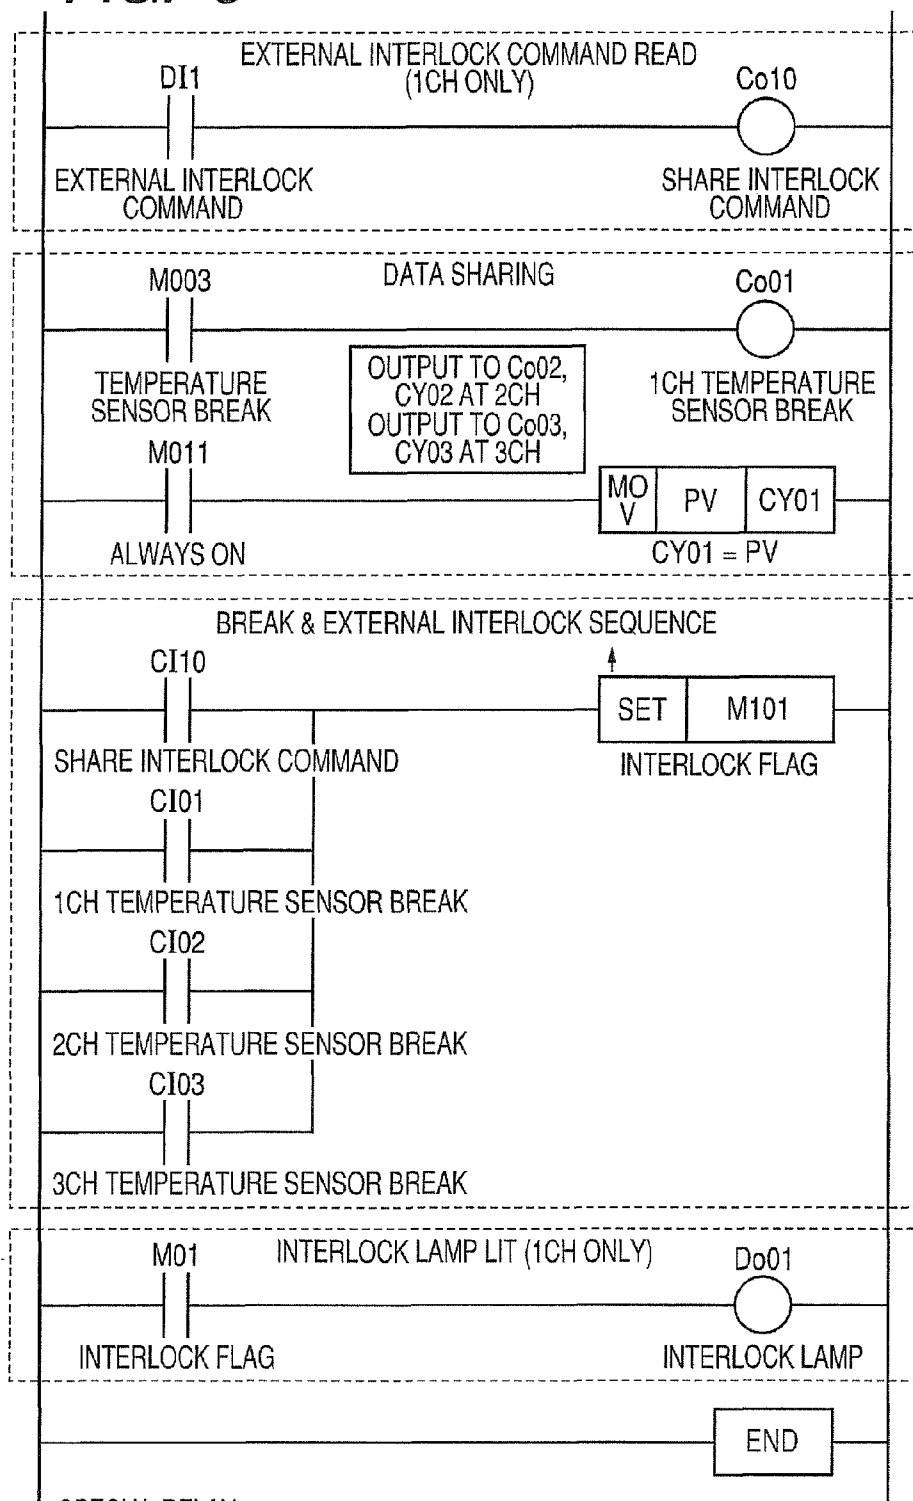 EXTERNAL INTERLOCK COMMAND READ
(1CH ONLY)
DI1
Co10
EXTERNAL INTERLOCK
COMMAND
SHARE INTERLOCK
COMMAND
DATA SHARING
M003
Co01
TEMPERATURE
SENSOR BREAK
OUTPUT TO Co02,
CY02 AT 2CH
OUTPUT TO Co03,
CY03 AT 3CH
1CH TEMPERATURE
SENSOR BREAK
M011
MO
V
PV
CY01
ALWAYS ON
CY01 = PV
BREAK & EXTERNAL INTERLOCK SEQUENCE
CI10
SET
M101
SHARE INTERLOCK COMMAND
INTERLOCK FLAG
CI01
1CH TEMPERATURE SENSOR BREAK
CI02
2CH TEMPERATURE SENSOR BREAK
CI03
3CH TEMPERATURE SENSOR BREAK
INTERLOCK LAMP LIT (1CH ONLY)
M01
Do01
INTERLOCK FLAG
INTERLOCK LAMP
END